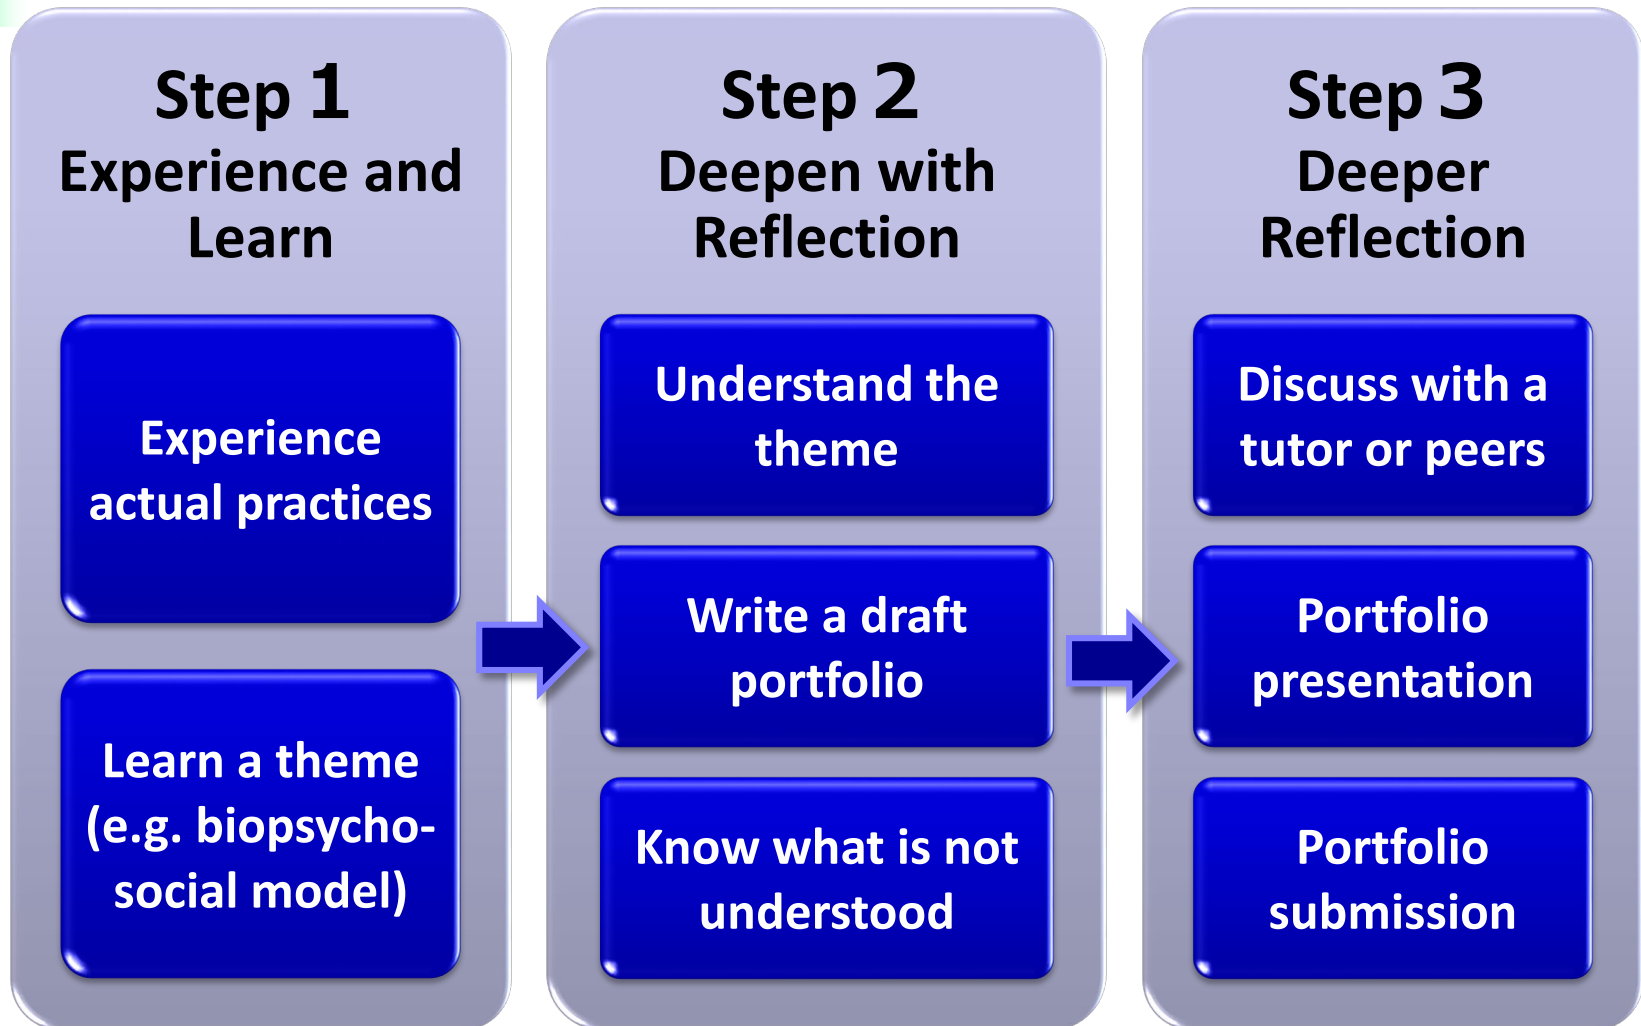 Step 1
Experience and
Learn
Experience
actual practices
Learn a theme
(e.g. biopsycho-
social model)
Step 2
Deepen with
Reflection
Understand the
theme
Write a draft
portfolio
Know what is not
understood
Step 3
Deeper
Reflection
Discuss with a
tutor or peers
Portfolio
presentation
Portfolio
submission